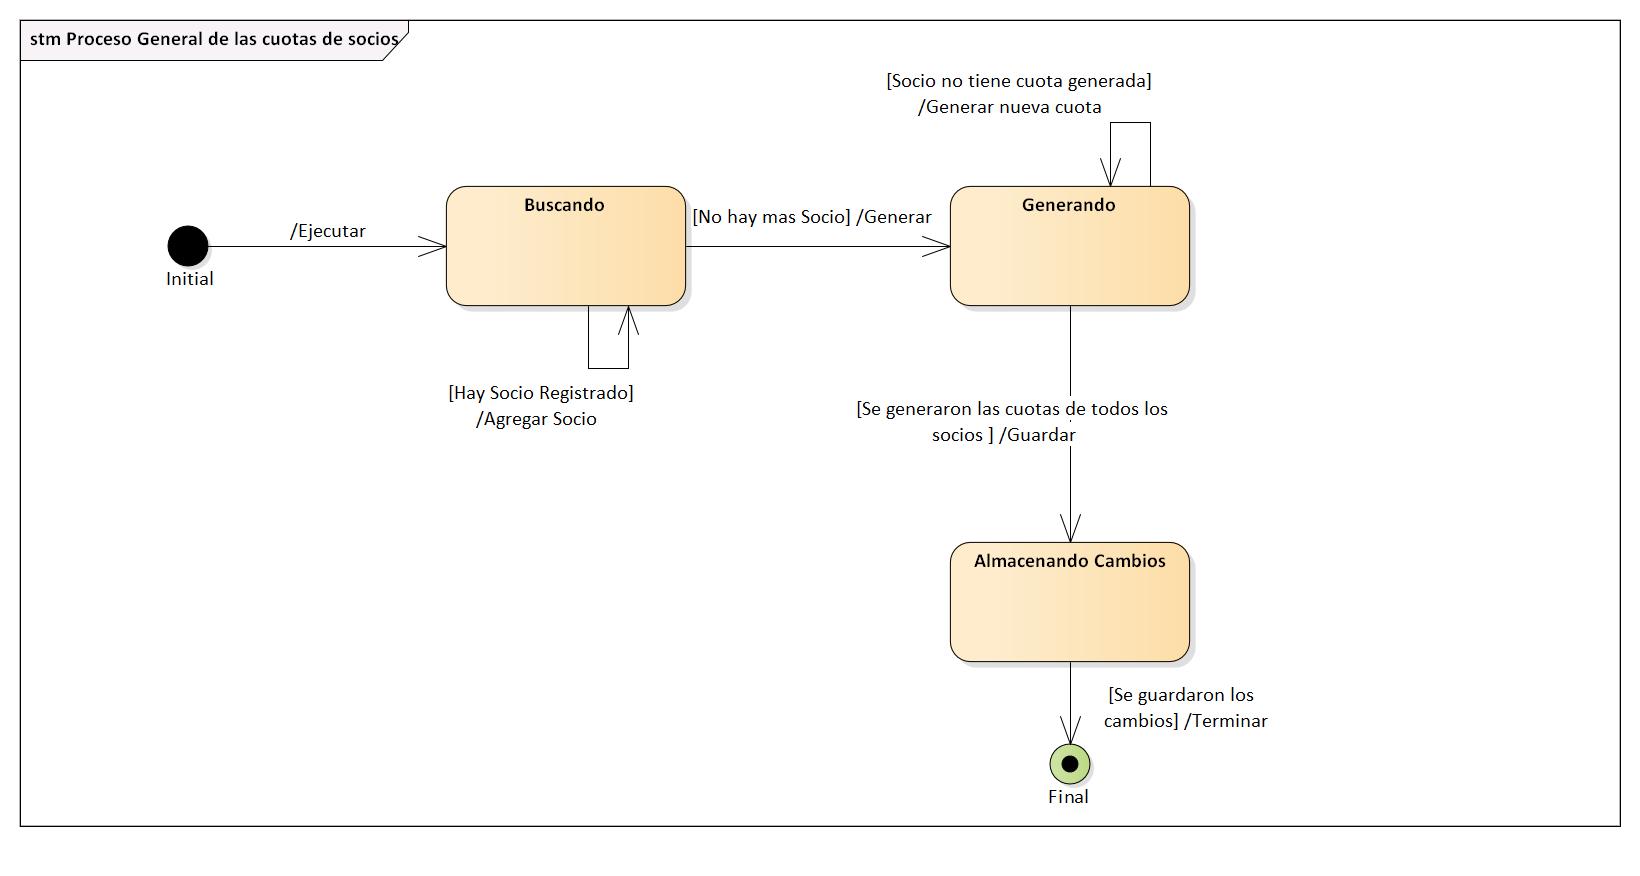 stm Proceso General de las cuotas de socios
[Socio no tiene cuota generada]
/Generar nueva cuota
Buscando
Generando
/Ejecutar
[No hay mas Socio] /Generar
Initial
[Hay Socio Registrado]
/Agregar Socio
[Se generaron las cuotas de todos los
socios ] /Guardar
Almacenando Cambios
[Se guardaron los
cambios] /Terminar
Final